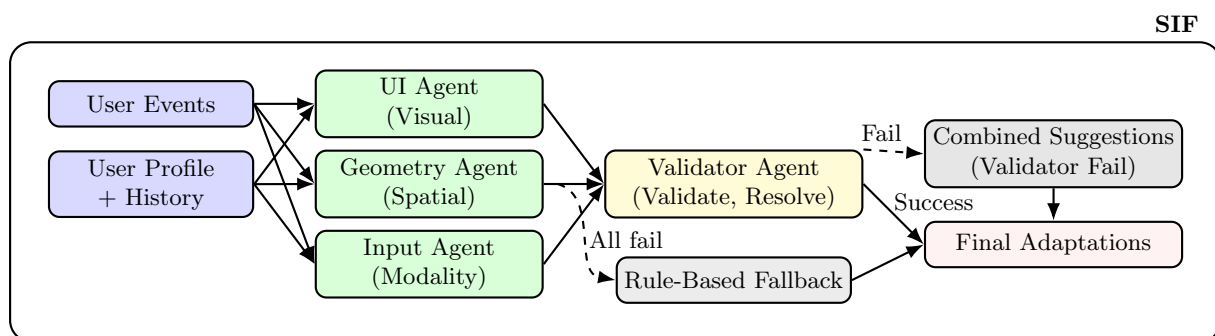 SIF
User Events
User Profile
+ History
UI Agent
(Visual)
Geometry Agent
(Spatial)
Input Agent
(Modality)
Validator Agent
(Validate, Resolve)
All fail
Rule-Based Fallback
Fail
Success
Combined Suggestions
(Validator Fail)
Final Adaptations